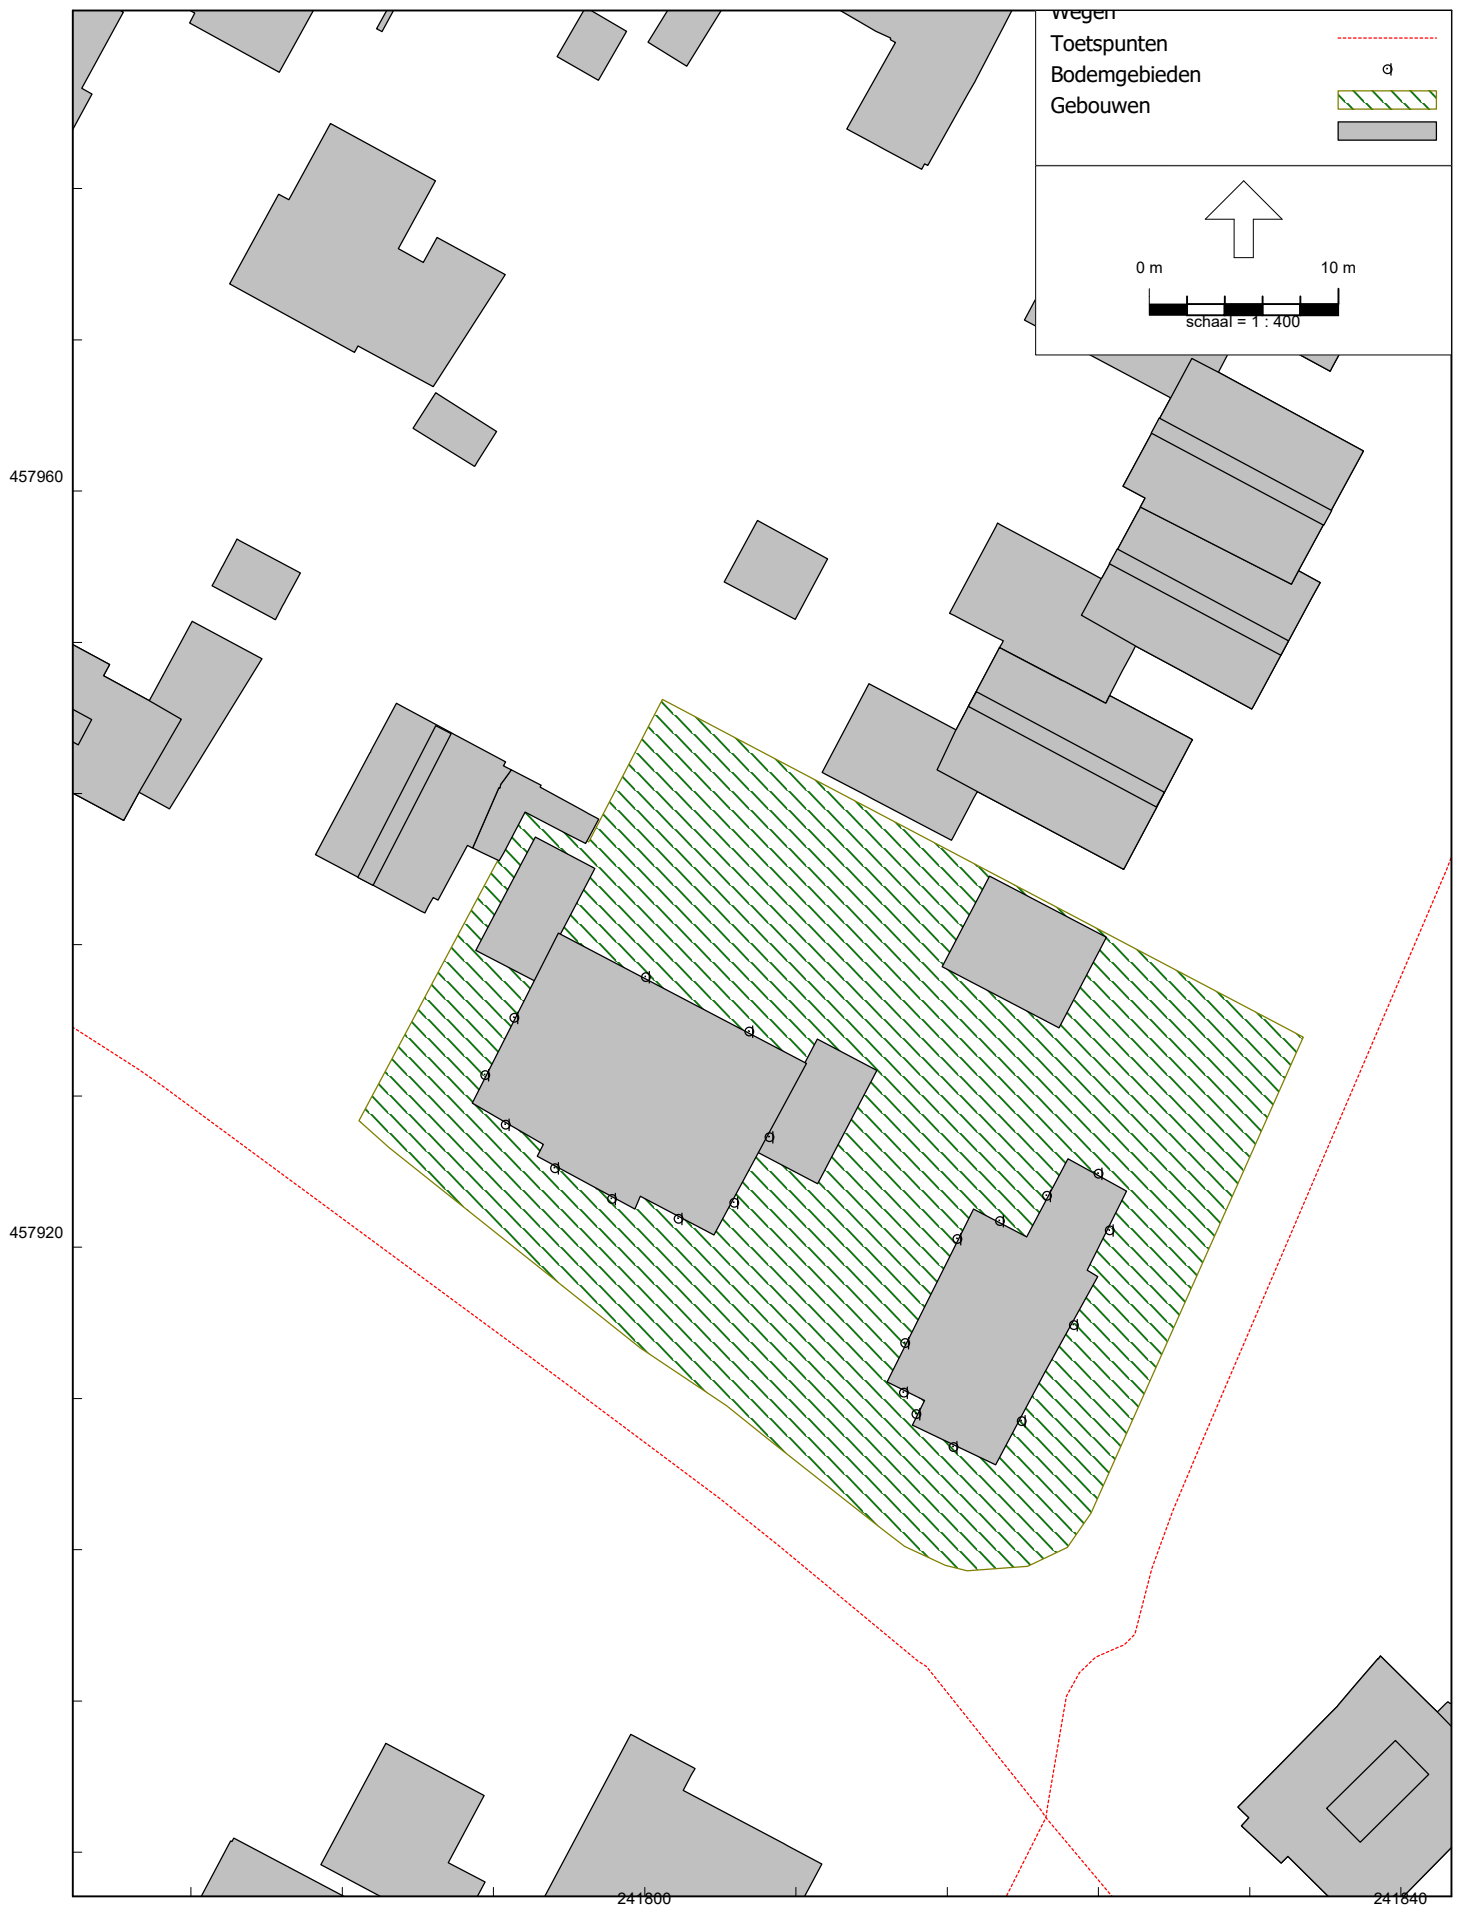 Wegen
Toetspunten
Bodemgebieden
Gebouwen
0 m 10 m
schaal = 1 : 400
457960
457920
241800 241840